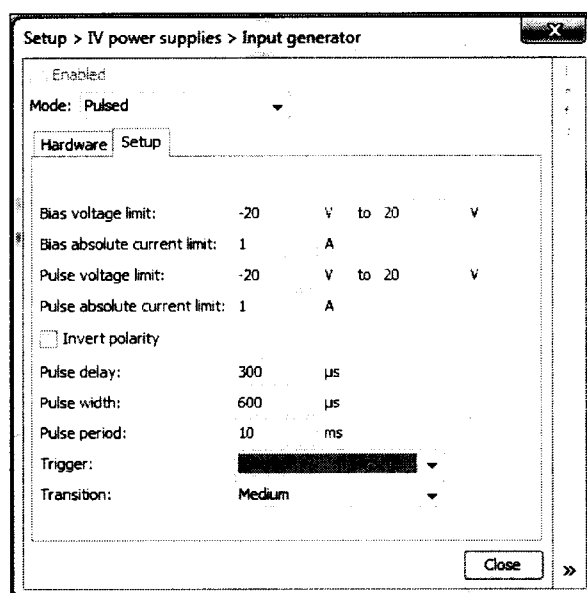 Setup > IV power supplies > Input generator
Enabled
Mode: Pulsed
Hardware Setup
Bias voltage limit: -20 V to 20 V
Bias absolute current limit: 1 A
Pulse voltage limit: -20 V to 20 V
Pulse absolute current limit: 1 A
Invert polarity
Pulse delay: 300 µs
Pulse width: 600 µs
Pulse period: 10 ms
Trigger:
Transition: Medium
Close »